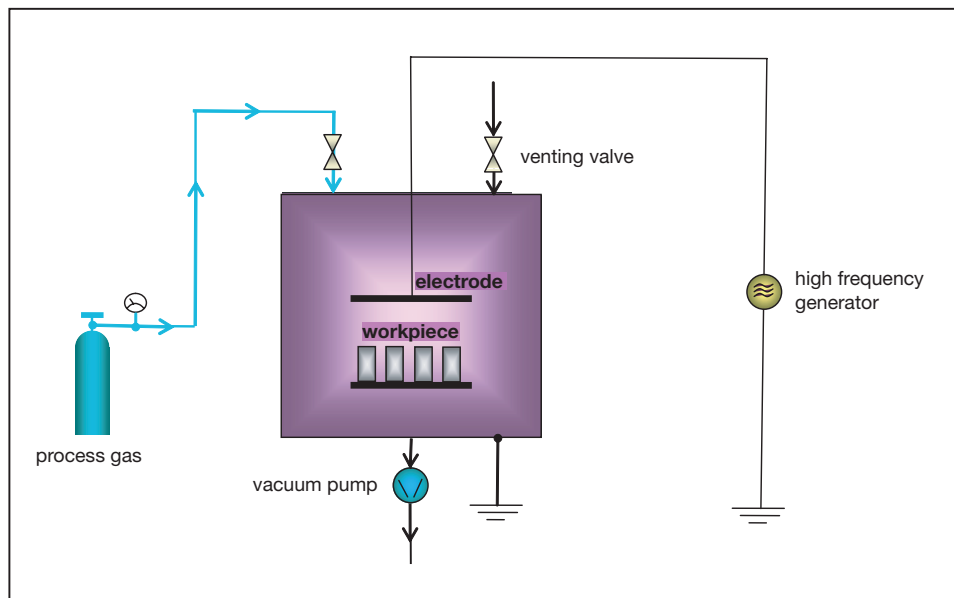 venting valve
electrode
high frequency
generator
workpiece
process gas
vacuum pump